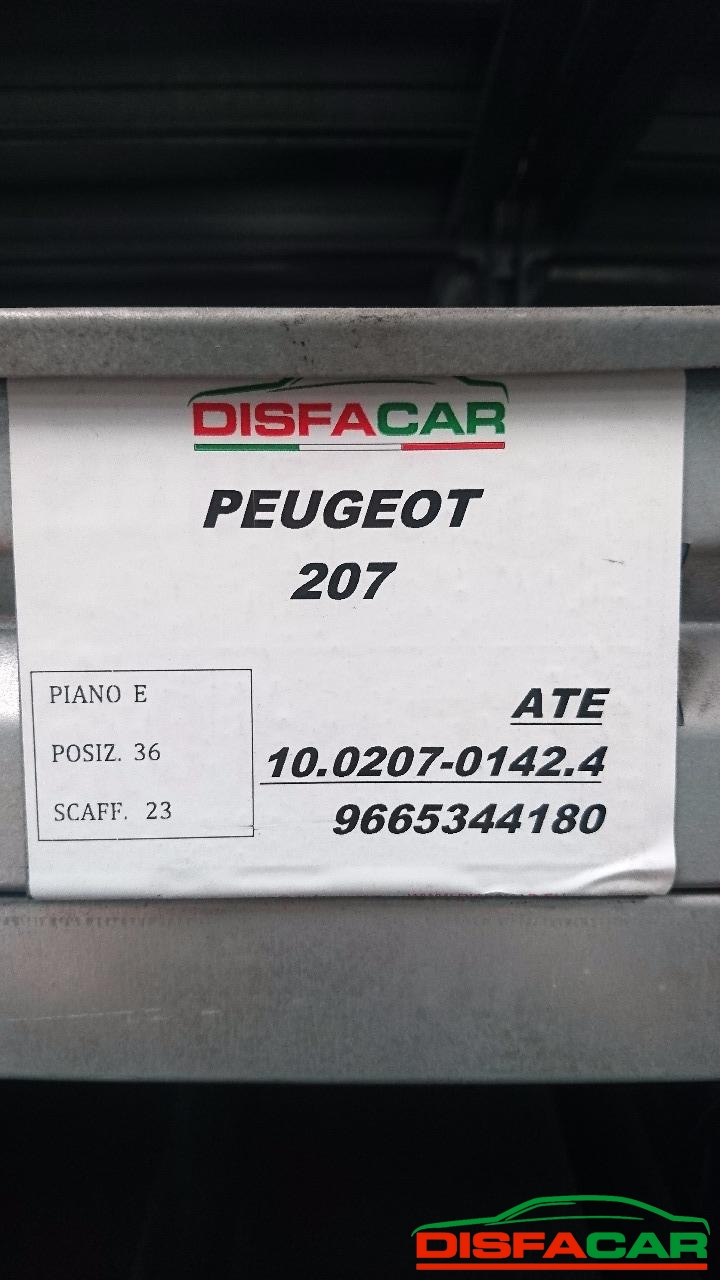 DISFACAR
PEUGEOT
207
PIANO E
POSIZ. 36
SCAFF. 23
ATE
10.0207-0142.4
9665344180
DISFACAR